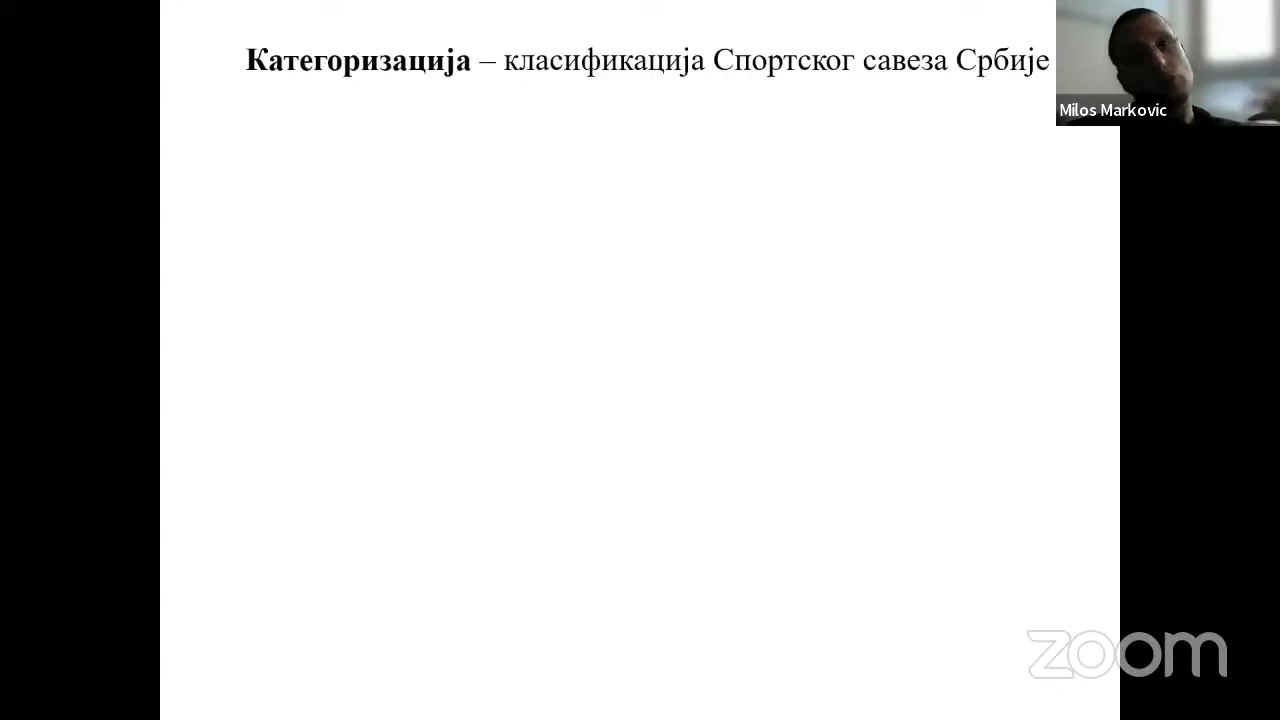 Категоризација – класификација Спортског савеза Србије
Milos Markovic
zoom